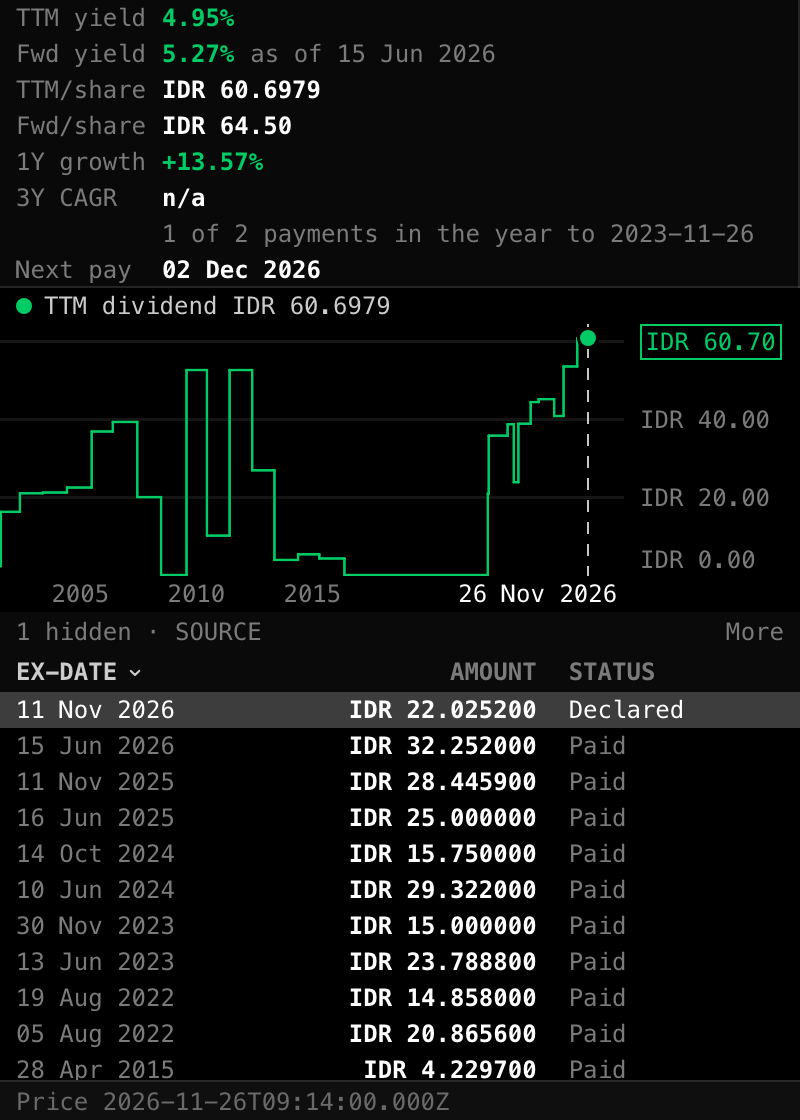 TTM yield 4.95%
Fwd yield 5.27% as of 15 Jun 2026
TTM/share IDR 60.6979
Fwd/share IDR 64.50
1Y growth +13.57%
3Y CAGR n/a
1 of 2 payments in the year to 2023-11-26
Next pay 02 Dec 2026
TTM dividend IDR 60.6979
IDR 60.70
IDR 40.00
IDR 20.00
IDR 0.00
2005 2010 2015 26 Nov 2026
1 hidden · SOURCE More
EX-DATE AMOUNT STATUS
11 Nov 2026 IDR 22.025200 Declared
15 Jun 2026 IDR 32.252000 Paid
11 Nov 2025 IDR 28.445900 Paid
16 Jun 2025 IDR 25.000000 Paid
14 Oct 2024 IDR 15.750000 Paid
10 Jun 2024 IDR 29.322000 Paid
30 Nov 2023 IDR 15.000000 Paid
13 Jun 2023 IDR 23.788800 Paid
19 Aug 2022 IDR 14.858000 Paid
05 Aug 2022 IDR 20.865600 Paid
28 Apr 2015 IDR 4.229700 Paid
Price 2026-11-26T09:14:00.000Z